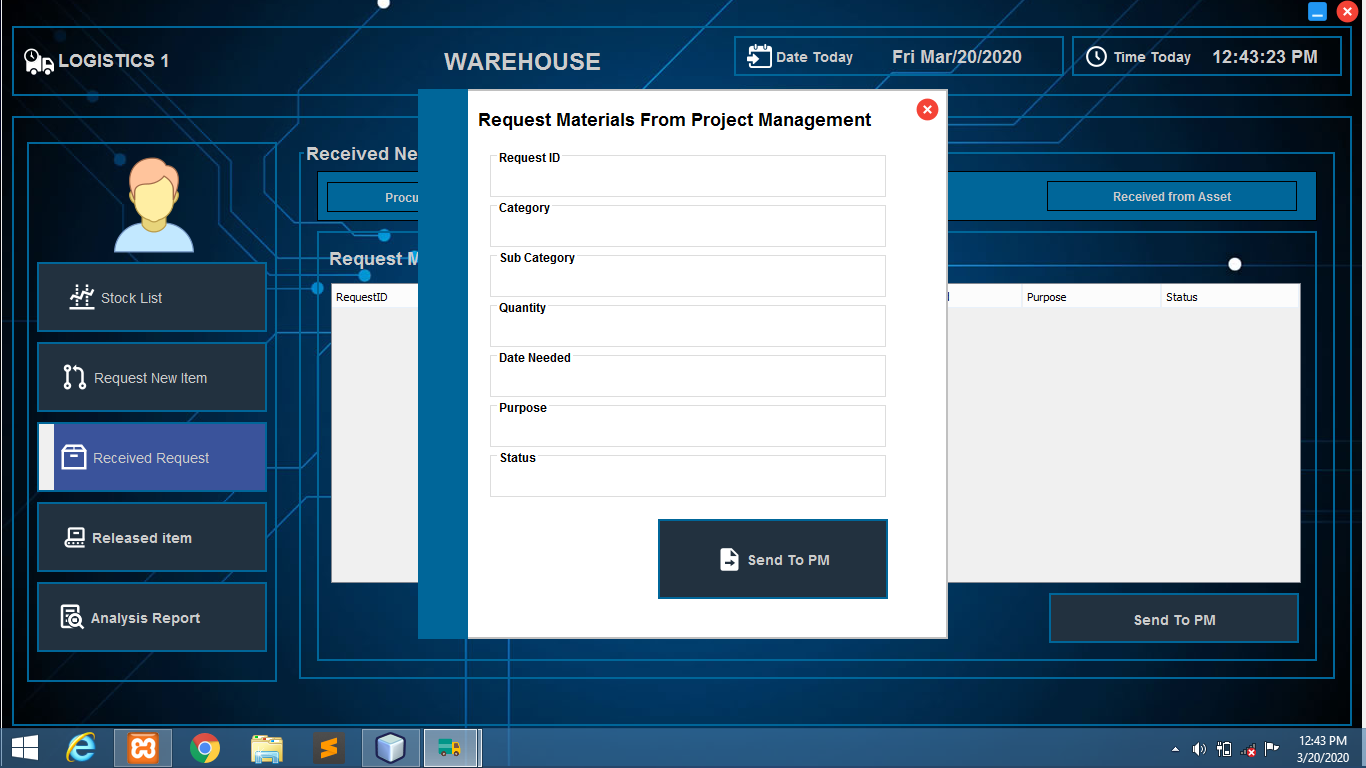 LOGISTICS 1
WAREHOUSE
Date Today Fri Mar/20/2020
Time Today 12:43:23 PM
Stock List
Request New Item
Received Request
Released item
Analysis Report
Received Ne
Procu
Received from Asset
Request M
RequestID
Purpose
Status
Send To PM
Request Materials From Project Management
Request ID
Category
Sub Category
Quantity
Date Needed
Purpose
Status
Send To PM
12:43 PM
3/20/2020